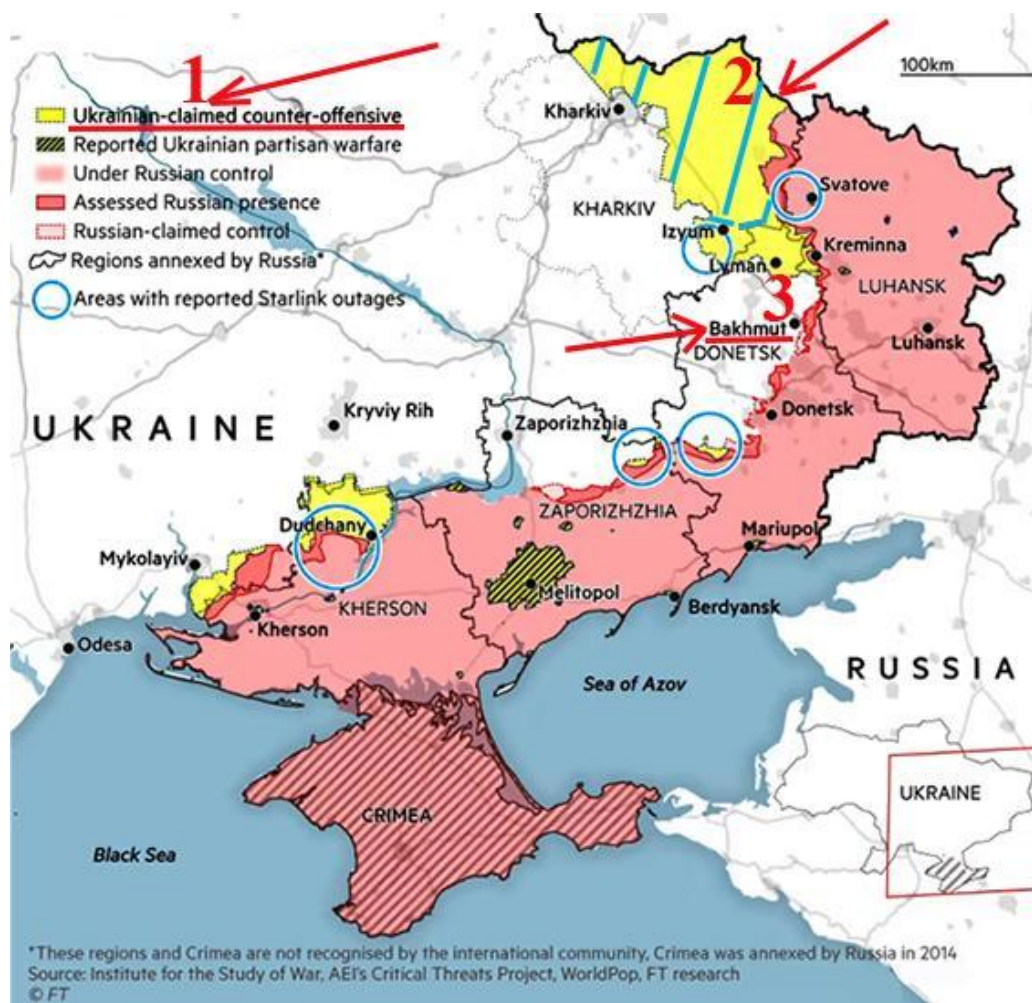 1
2
100km
Ukrainian-claimed counter-offensive
Reported Ukrainian partisan warfare
Under Russian control
Assessed Russian presence
Russian-claimed control
Regions annexed by Russia*
Areas with reported Starlink outages
Kharkiv
KHARKIV
Svatove
Izyum
Kreminna
Lyman
LUHANSK
3
Bakhmut
DONETSK
Luhansk
UKRAINE
Kryviy Rih
Zaporizhzhia
Donetsk
ZAPORIZHZHIA
Dudchany
Mykolayiv
Mariupol
Melitopol
KHERSON
Berdyansk
Kherson
Odesa
RUSSIA
Sea of Azov
UKRAINE
CRIMEA
Black Sea
*These regions and Crimea are not recognised by the international community, Crimea was annexed by Russia in 2014
Source: Institute for the Study of War, AEI's Critical Threats Project, WorldPop, FT research
© FT